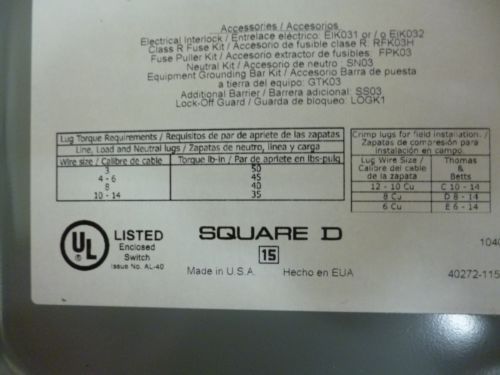 Accessories / Accesorios
Electrical Interlock / Entrelace eléctrico: EIK031 or / o EIK032
Class R Fuse Kit / Accesorio de fusible clase R: RFK03H
Fuse Puller Kit / Accesorio extractor de fusibles: FPK03
Neutral Kit / Accesorio de neutro : SN03
Equipment Grounding Bar Kit / Accesorio Barra de puesta
a tierra del equipo: GTK03
Additional Barrier / Barrera adicional : SS03
Lock-Off Guard / Guarda de bloqueo: LOGK1
Lug Torque Requirements / Requisitos de par de apriete de las zapatas
Line, Load and Neutral lugs / Zapatas de neutro, linea y carga
Wire size / Calibre de cable Torque lb-in / Par de apriete en lbs-pulg
3 50
4 - 6 45
8 40
10 - 14 35
Crimp lugs for field installation. /
Zapatas de compresión para
instalación en campo.
Lug Wire Size / Calibre del cable de la zapata Thomas & Betts
12 - 10 Cu C 10 - 14
8 Cu D 8 - 14
6 Cu E 6 - 14
UL
LISTED
Enclosed
Switch
Issue No. AL-40
SQUARE D
15
Made in U.S.A. Hecho en EUA
1040
40272-115